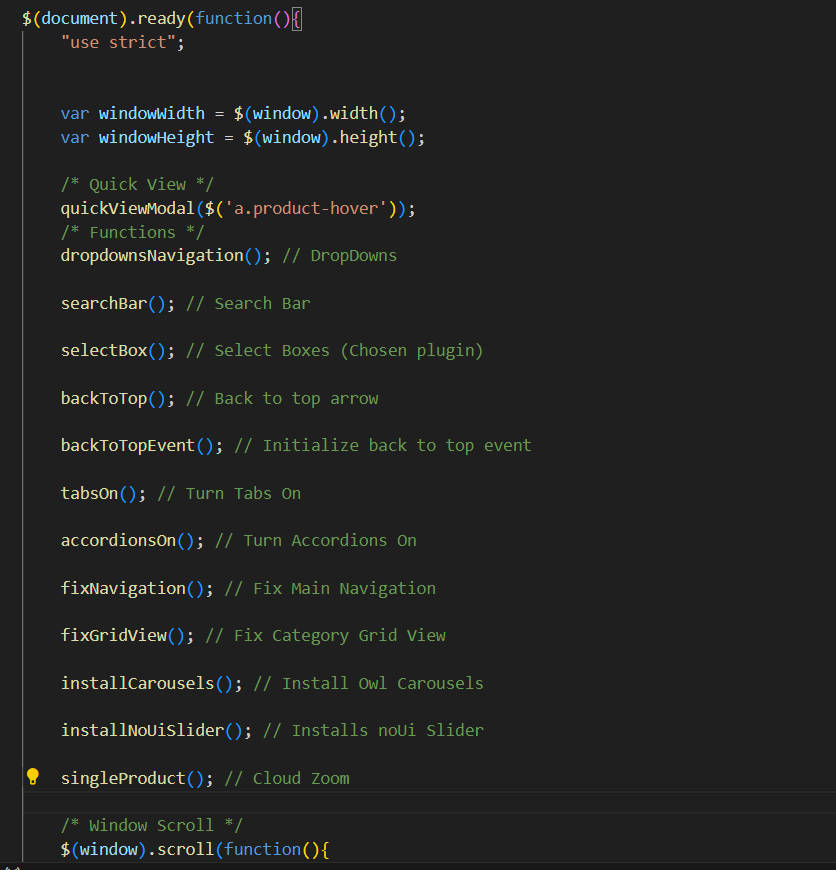 $(document).ready(function(){
"use strict";
var windowWidth = $(window).width();
var windowHeight = $(window).height();
/* Quick View */
quickViewModal($('a.product-hover'));
/* Functions */
dropdownsNavigation(); // DropDowns
searchBar(); // Search Bar
selectBox(); // Select Boxes (Chosen plugin)
backToTop(); // Back to top arrow
backToTopEvent(); // Initialize back to top event
tabsOn(); // Turn Tabs On
accordionsOn(); // Turn Accordions On
fixNavigation(); // Fix Main Navigation
fixGridView(); // Fix Category Grid View
installCarousels(); // Install Owl Carousels
installNoUiSlider(); // Installs noUi Slider
singleProduct(); // Cloud Zoom
/* Window Scroll */
$(window).scroll(function(){